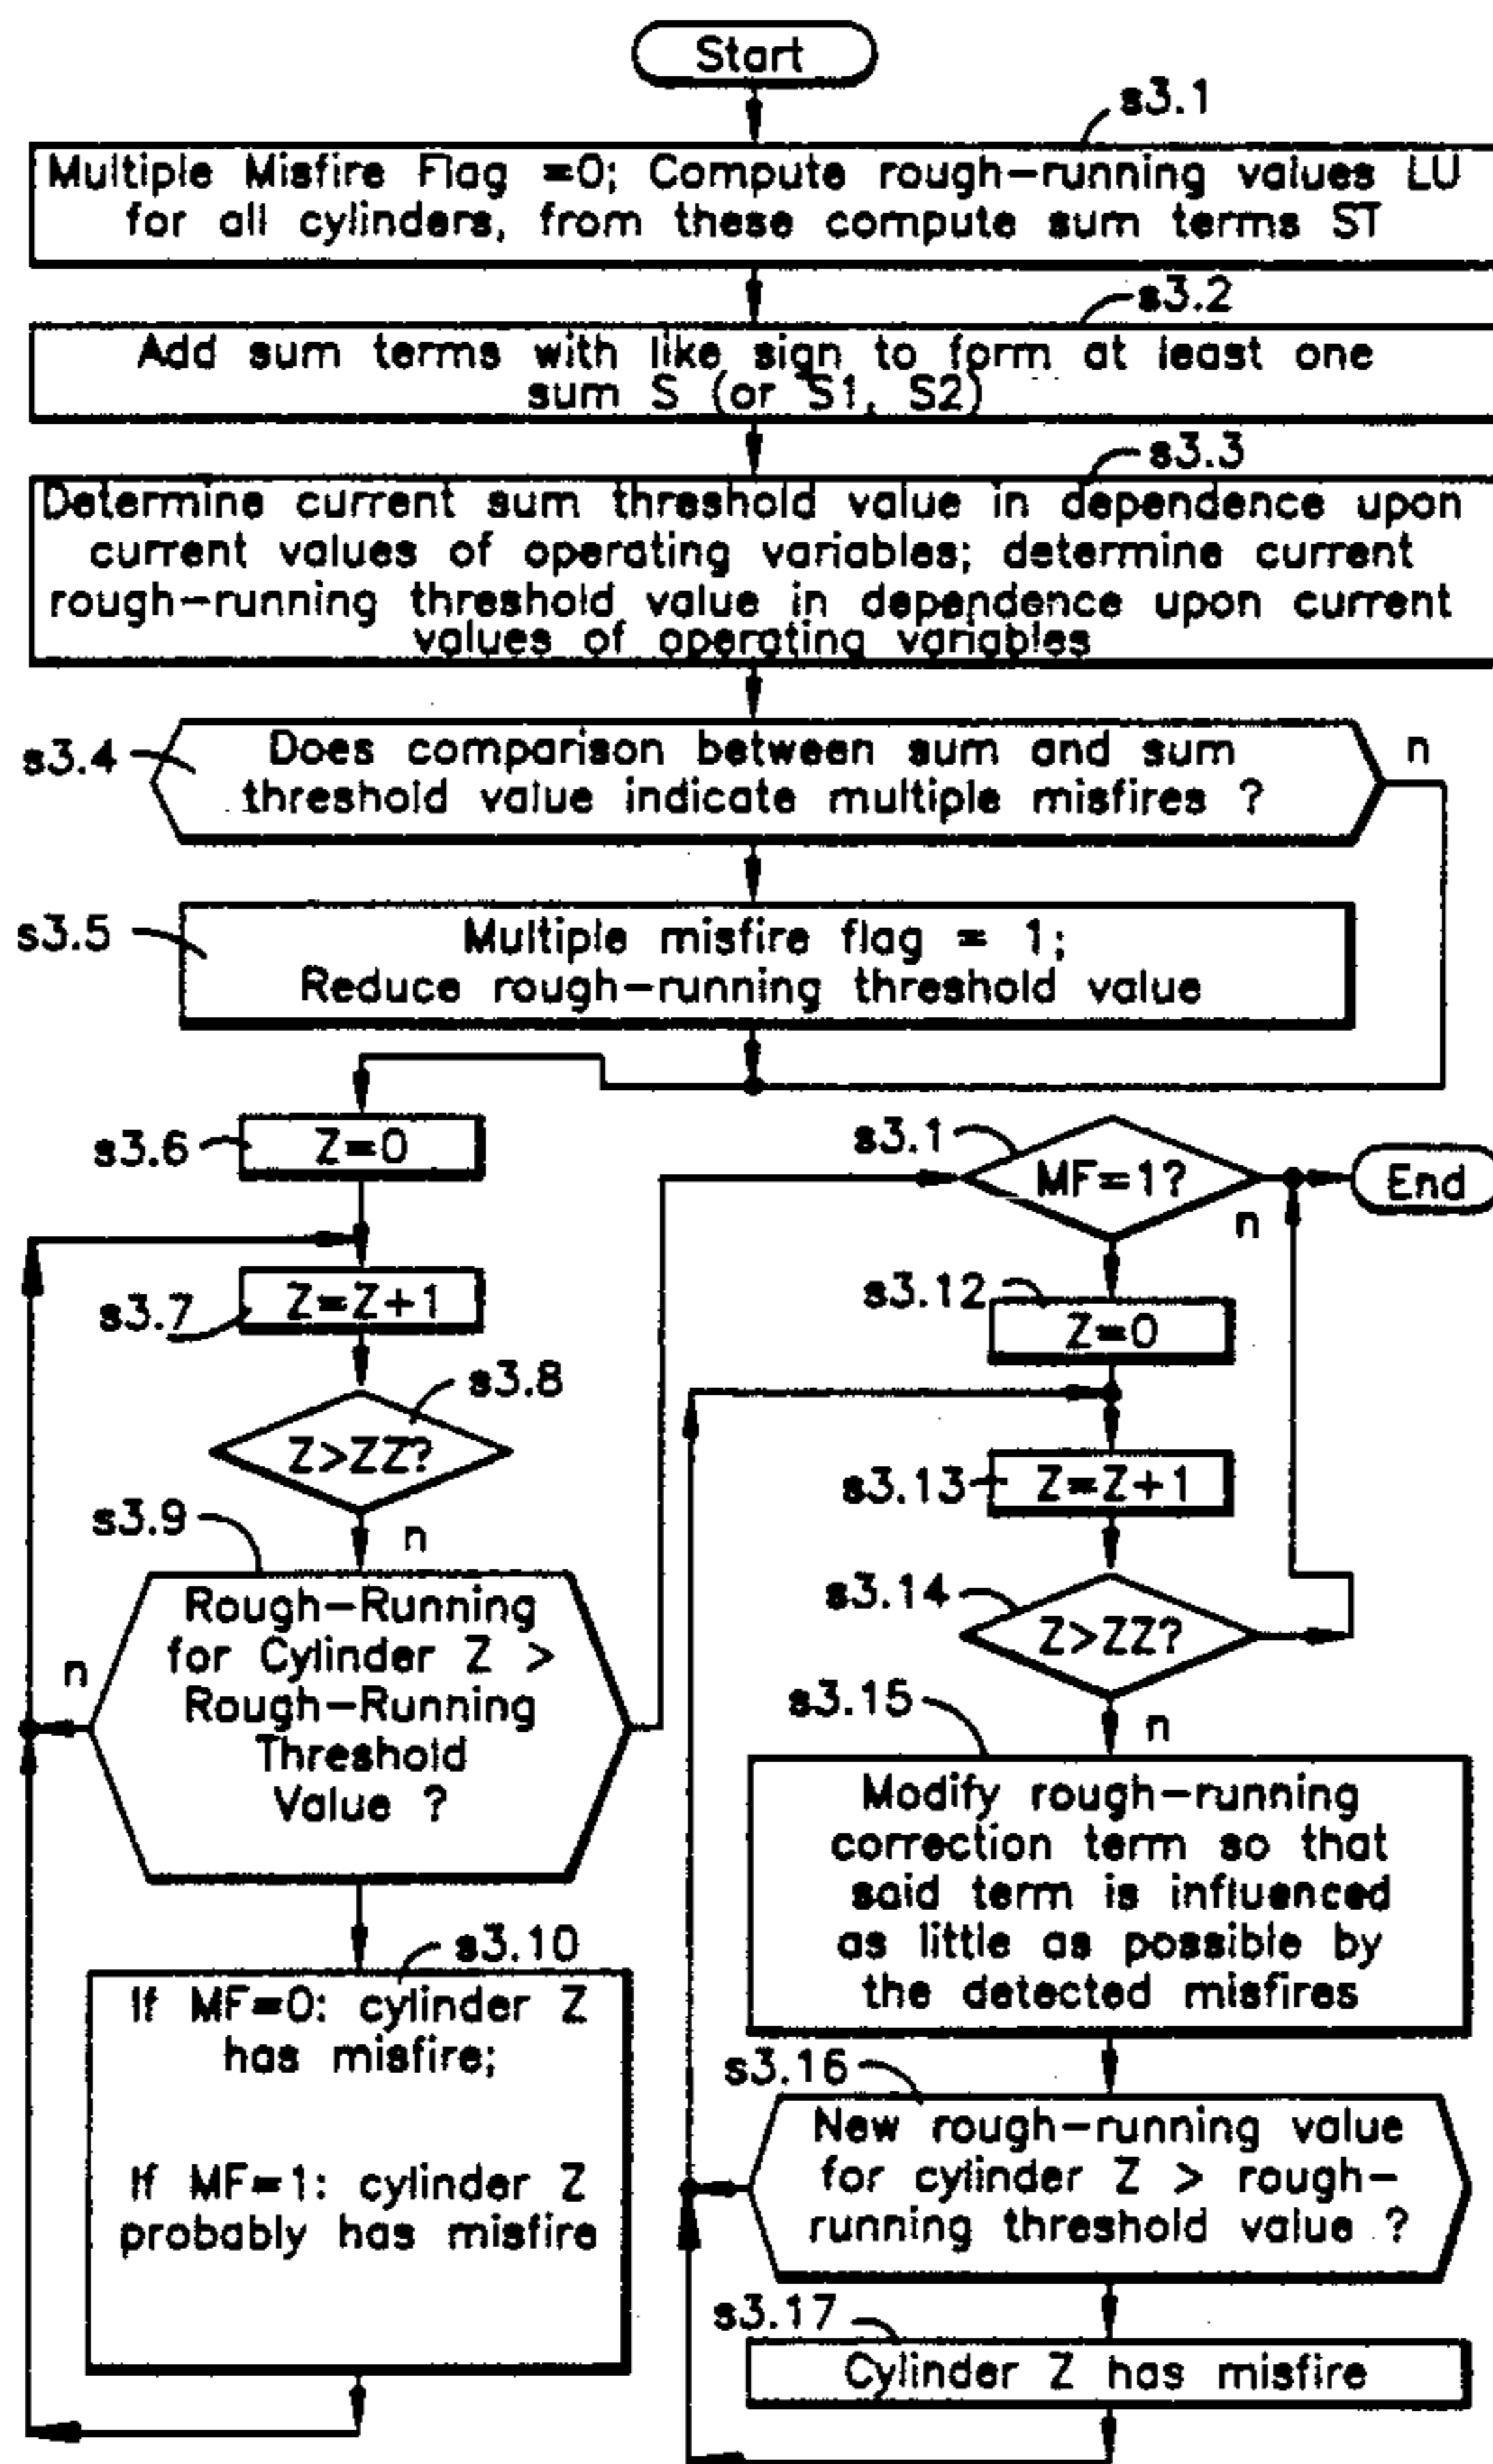 Start
s3.1
Multiple Misfire Flag =0; Compute rough-running values LU
for all cylinders, from these compute sum terms ST
s3.2
Add sum terms with like sign to form at least one
sum S (or S1, S2)
s3.3
Determine current sum threshold value in dependence upon
current values of operating variables; determine current
rough-running threshold value in dependence upon current
values of operating variables
s3.4
Does comparison between sum and sum
threshold value indicate multiple misfires ?
n
s3.5
Multiple misfire flag = 1;
Reduce rough-running threshold value
s3.6
Z=0
s3.7
Z=Z+1
s3.8
Z>ZZ?
n
s3.9
Rough-Running
for Cylinder Z >
Rough-Running
Threshold
Value ?
n
s3.10
If MF=0: cylinder Z
has misfire;
If MF=1: cylinder Z
probably has misfire
s3.1
MF=1?
n
End
s3.12
Z=0
s3.13
Z=Z+1
s3.14
Z>ZZ?
n
s3.15
Modify rough-running
correction term so that
said term is influenced
as little as possible by
the detected misfires
s3.16
New rough-running value
for cylinder Z > rough-
running threshold value ?
s3.17
Cylinder Z has misfire